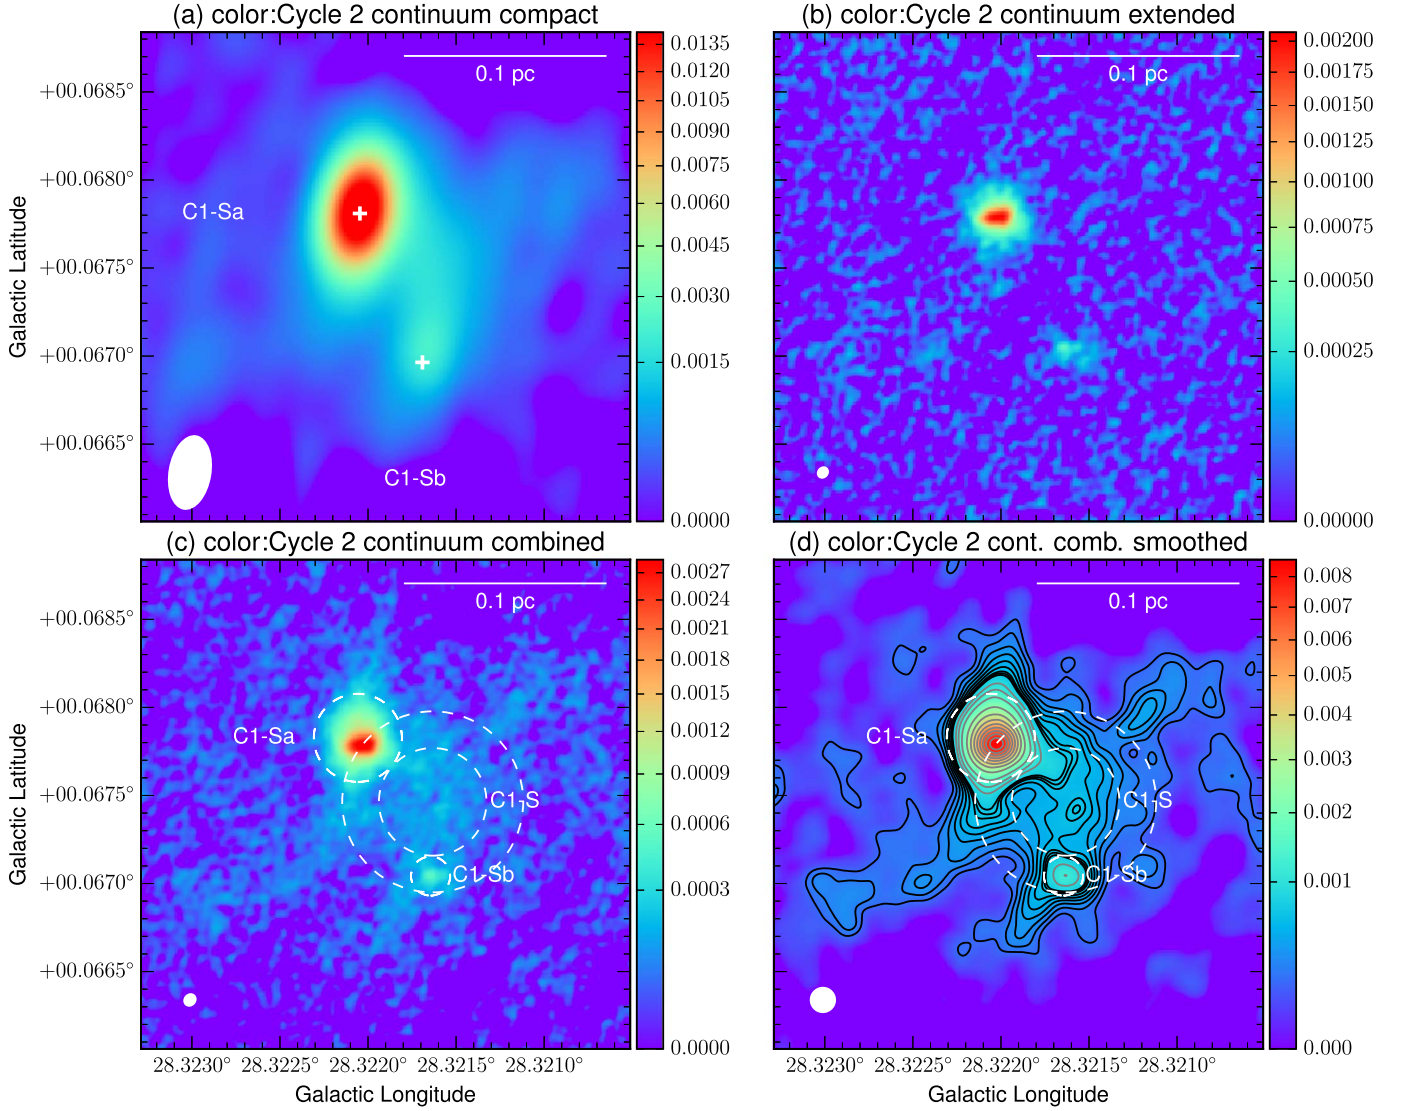 (a) color:Cycle 2 continuum compact
(b) color:Cycle 2 continuum extended
Galactic Latitude
+00.0685°
+00.0680°
+00.0675°
+00.0670°
+00.0665°
0.1 pc
C1-Sa
C1-Sb
0.0135
0.0120
0.0105
0.0090
0.0075
0.0060
0.0045
0.0030
0.0015
0.0000
0.1 pc
0.00200
0.00175
0.00150
0.00125
0.00100
0.00075
0.00050
0.00025
0.00000
(c) color:Cycle 2 continuum combined
(d) color:Cycle 2 cont. comb. smoothed
Galactic Latitude
+00.0685°
+00.0680°
+00.0675°
+00.0670°
+00.0665°
0.1 pc
C1-Sa
C1-S
C1-Sb
0.0027
0.0024
0.0021
0.0018
0.0015
0.0012
0.0009
0.0006
0.0003
0.0000
0.1 pc
C1-Sa
C1-S
C1-Sb
0.008
0.007
0.006
0.005
0.004
0.003
0.002
0.001
0.000
28.3230° 28.3225° 28.3220° 28.3215° 28.3210°
28.3230° 28.3225° 28.3220° 28.3215° 28.3210°
Galactic Longitude
Galactic Longitude